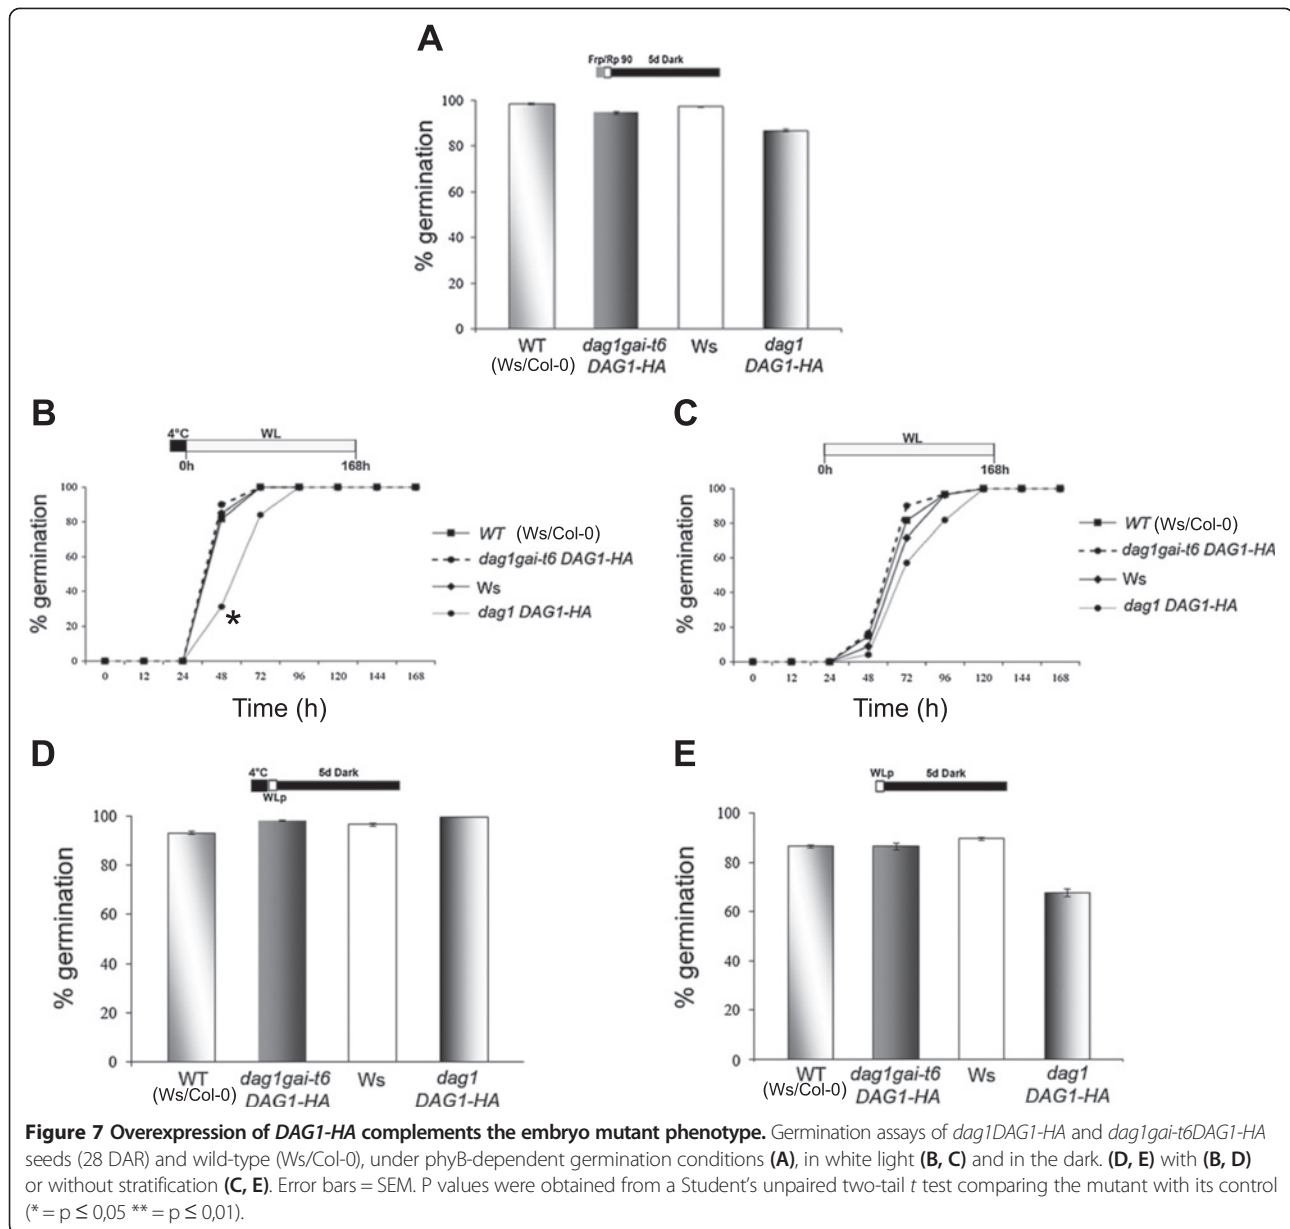 A
Frp/Rp 90 5d Dark
% germination
100
80
60
40
20
0
WT
(Ws/Col-0)
dag1gai-t6
DAG1-HA
Ws
dag1
DAG1-HA
B
4°C WL
0h 168h
% germination
100
80
60
40
20
0
0 12 24 48 72 96 120 144 168
Time (h)
WT (Ws/Col-0)
dag1gai-t6 DAG1-HA
Ws
dag1 DAG1-HA
*
C
WL
0h 168h
% germination
100
80
60
40
20
0
0 12 24 48 72 96 120 144 168
Time (h)
WT (Ws/Col-0)
dag1gai-t6 DAG1-HA
Ws
dag1 DAG1-HA
D
4°C 5d Dark
WLp
% germination
100
80
60
40
20
0
WT
(Ws/Col-0)
dag1gai-t6
DAG1-HA
Ws
dag1
DAG1-HA
E
WLp 5d Dark
% germination
100
80
60
40
20
0
WT
(Ws/Col-0)
dag1gai-t6
DAG1-HA
Ws
dag1
DAG1-HA
Figure 7 Overexpression of DAG1-HA complements the embryo mutant phenotype. Germination assays of dag1DAG1-HA and dag1gai-t6DAG1-HA
seeds (28 DAR) and wild-type (Ws/Col-0), under phyB-dependent germination conditions (A), in white light (B, C) and in the dark. (D, E) with (B, D)
or without stratification (C, E). Error bars = SEM. P values were obtained from a Student's unpaired two-tail t test comparing the mutant with its control
(* = p ≤ 0,05 ** = p ≤ 0,01).